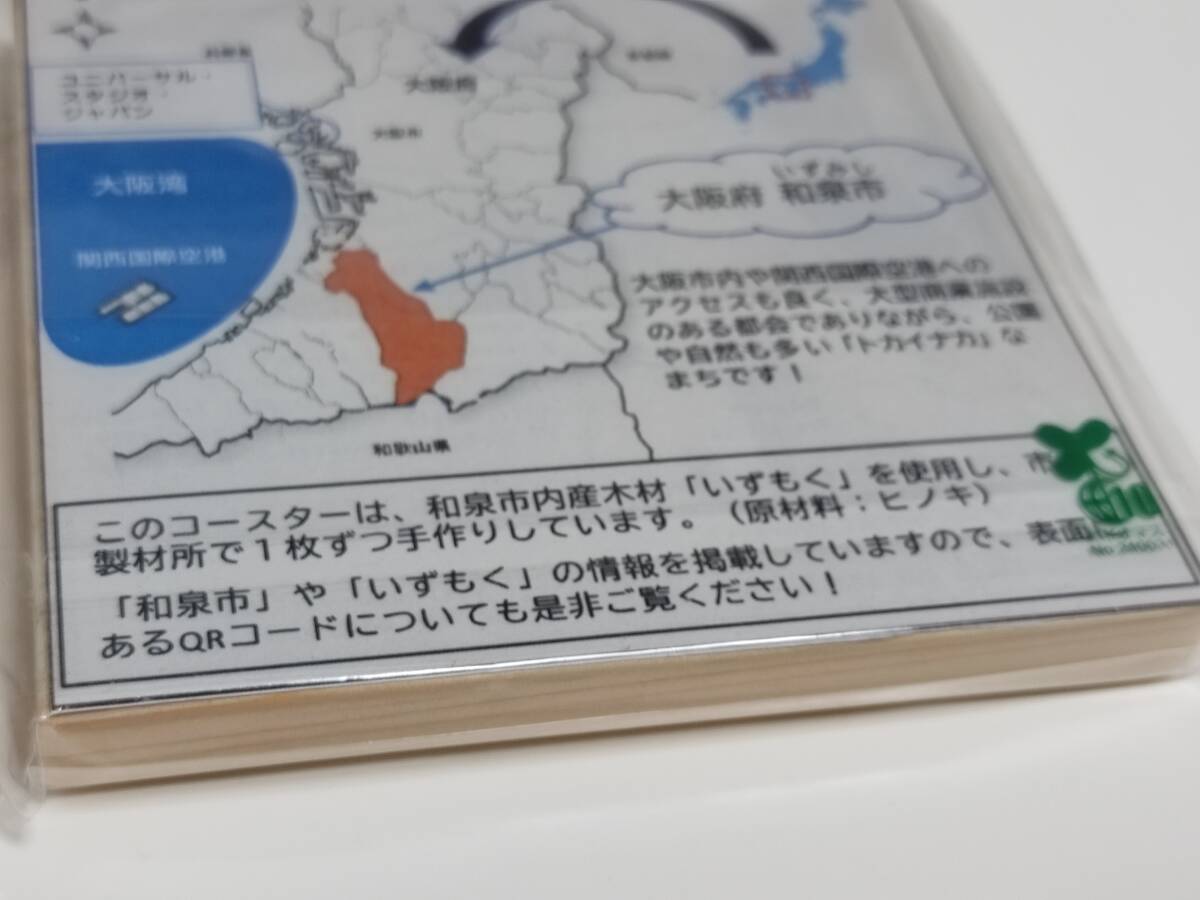 ユニバーサル・
スタジオ・
ジャパン
大阪府
大阪市
大阪湾
関西国際空港
いずみし
大阪府 和泉市
大阪市内や関西国際空港への
アクセスも良く、大型商業施設
のある都会でありながら、公園
や自然も多い「トカイナカ」な
まちです!
和歌山県
このコースターは、和泉市内産木材「いずもく」を使用し、市
製材所で1枚ずつ手作りしています。(原材料:ヒノキ)
「和泉市」や「いずもく」の情報を掲載していますので、表面
あるQRコードについても是非ご覧ください!